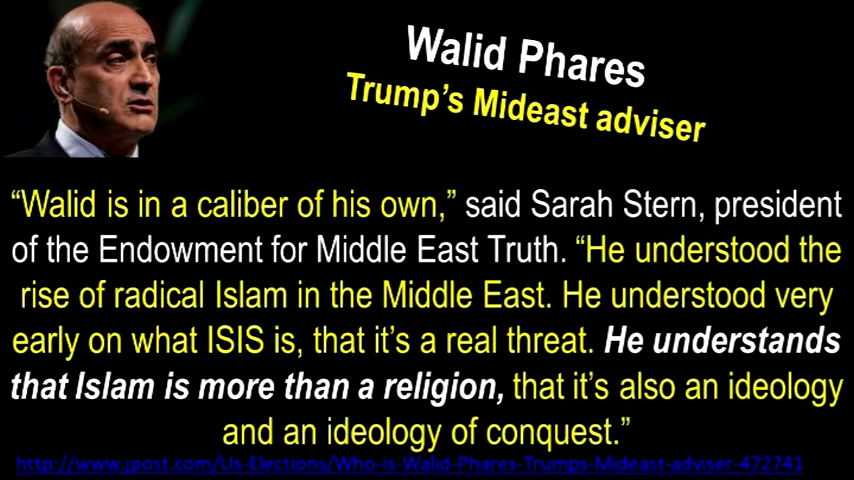 Walid Phares
Trump's Mideast adviser
“Walid is in a caliber of his own,” said Sarah Stern, president
of the Endowment for Middle East Truth. “He understood the
rise of radical Islam in the Middle East. He understood very
early on what ISIS is, that it’s a real threat. He understands
that Islam is more than a religion, that it’s also an ideology
and an ideology of conquest.”
http://www.jpost.com/Us-Elections/Who-is-Walid-Phares-Trumps-Mideast-adviser-472741